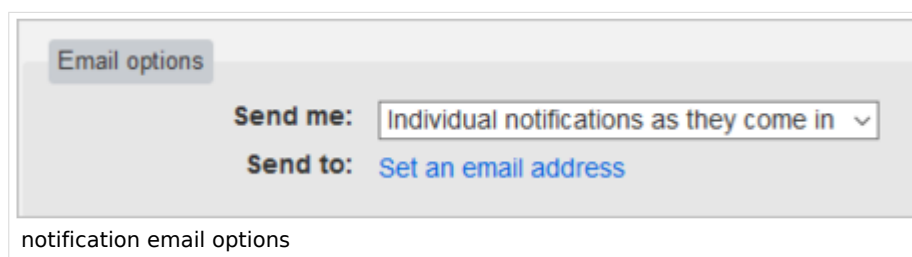 Email options
Send me: Individual notifications as they come in
Send to: Set an email address
notification email options